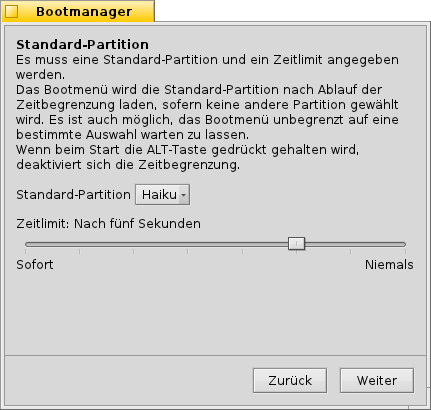 Bootmanager
Standard-Partition
Es muss eine Standard-Partition und ein Zeitlimit angegeben
werden.
Das Bootmenü wird die Standard-Partition nach Ablauf der
Zeitbegrenzung laden, sofern keine andere Partition gewählt
wird. Es ist auch möglich, das Bootmenü unbegrenzt auf eine
bestimmte Auswahl warten zu lassen.
Wenn beim Start die ALT-Taste gedrückt gehalten wird,
deaktiviert sich die Zeitbegrenzung.
Standard-Partition Haiku
Zeitlimit: Nach fünf Sekunden
Sofort Niemals
Zurück Weiter